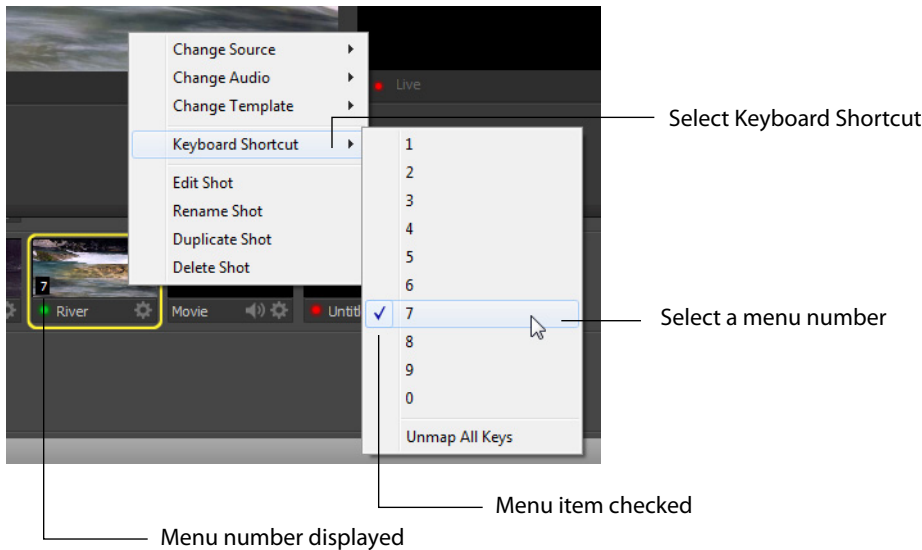 Change Source
Change Audio
Change Template
Keyboard Shortcut
Edit Shot
Rename Shot
Duplicate Shot
Delete Shot
Live
Select Keyboard Shortcut
1
2
3
4
5
6
7
8
9
0
Unmap All Keys
Select a menu number
7
River
Movie
Untitl
Menu item checked
Menu number displayed